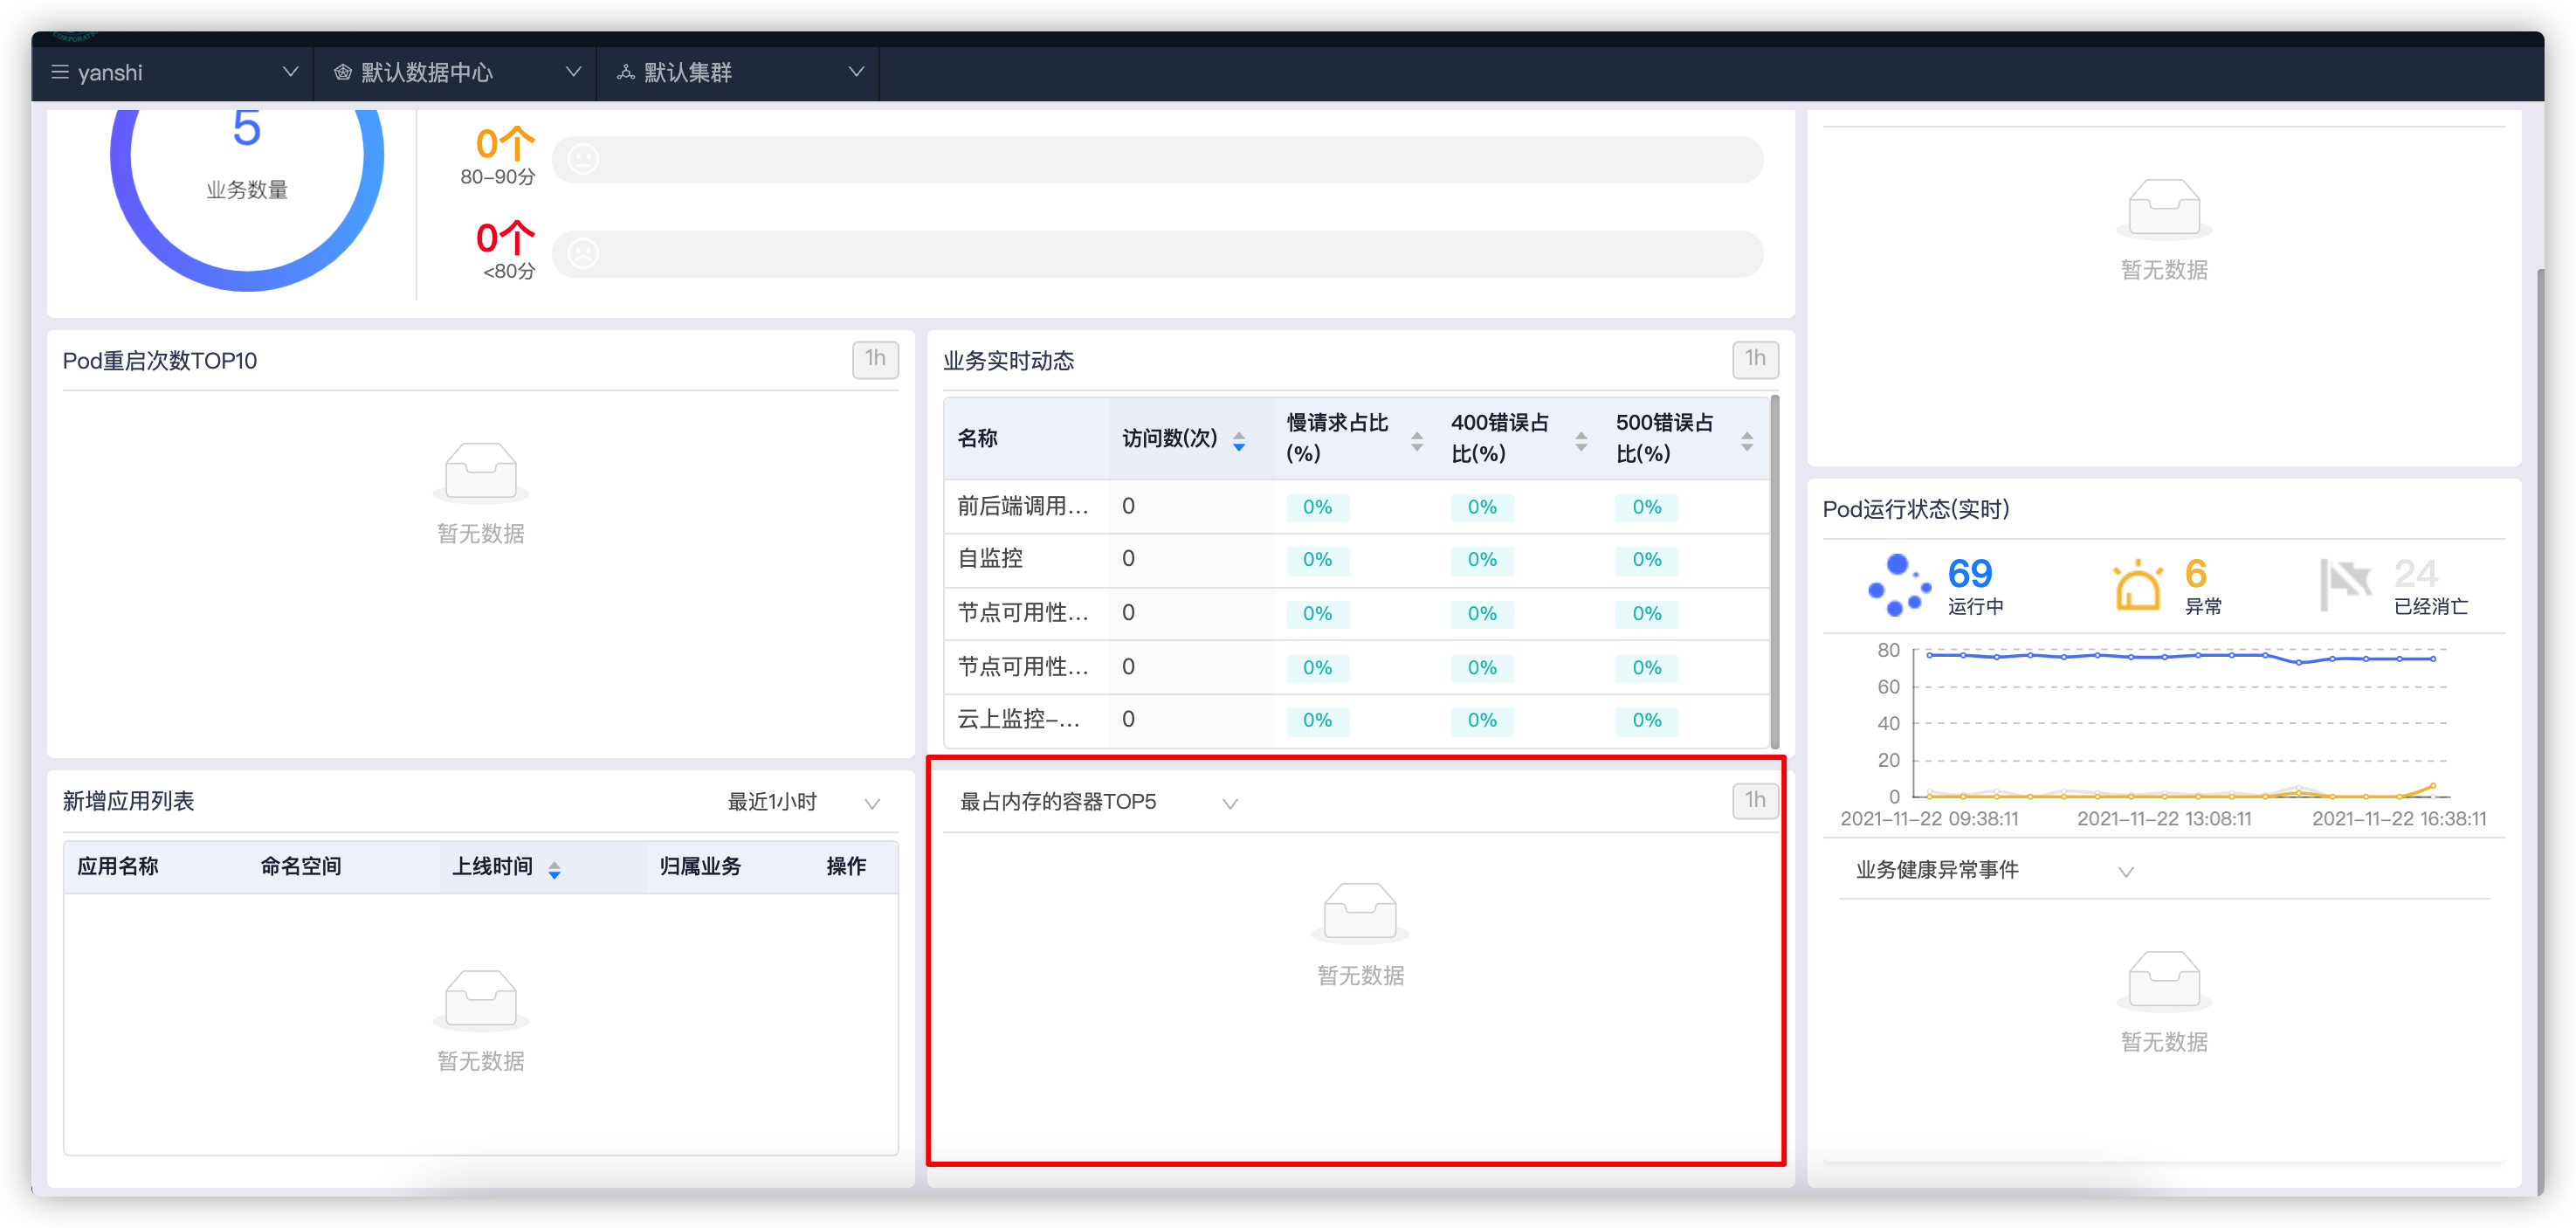 CORPORATION
yanshi
默认数据中心
默认集群
5
业务数量
0个
80-90分
0个
<80分
暂无数据
Pod重启次数TOP10
1h
暂无数据
业务实时动态
1h
名称
访问数(次)
慢请求占比
(%)
400错误占
比(%)
500错误占
比(%)
前后端调用...
0
0%
0%
0%
自监控
0
0%
0%
0%
节点可用性...
0
0%
0%
0%
节点可用性...
0
0%
0%
0%
云上监控-...
0
0%
0%
0%
Pod运行状态(实时)
69
运行中
6
异常
24
已经消亡
80
60
40
20
0
2021-11-22 09:38:11
2021-11-22 13:08:11
2021-11-22 16:38:11
业务健康异常事件
暂无数据
新增应用列表
最近1小时
应用名称
命名空间
上线时间
归属业务
操作
暂无数据
最占内存的容器TOP5
1h
暂无数据